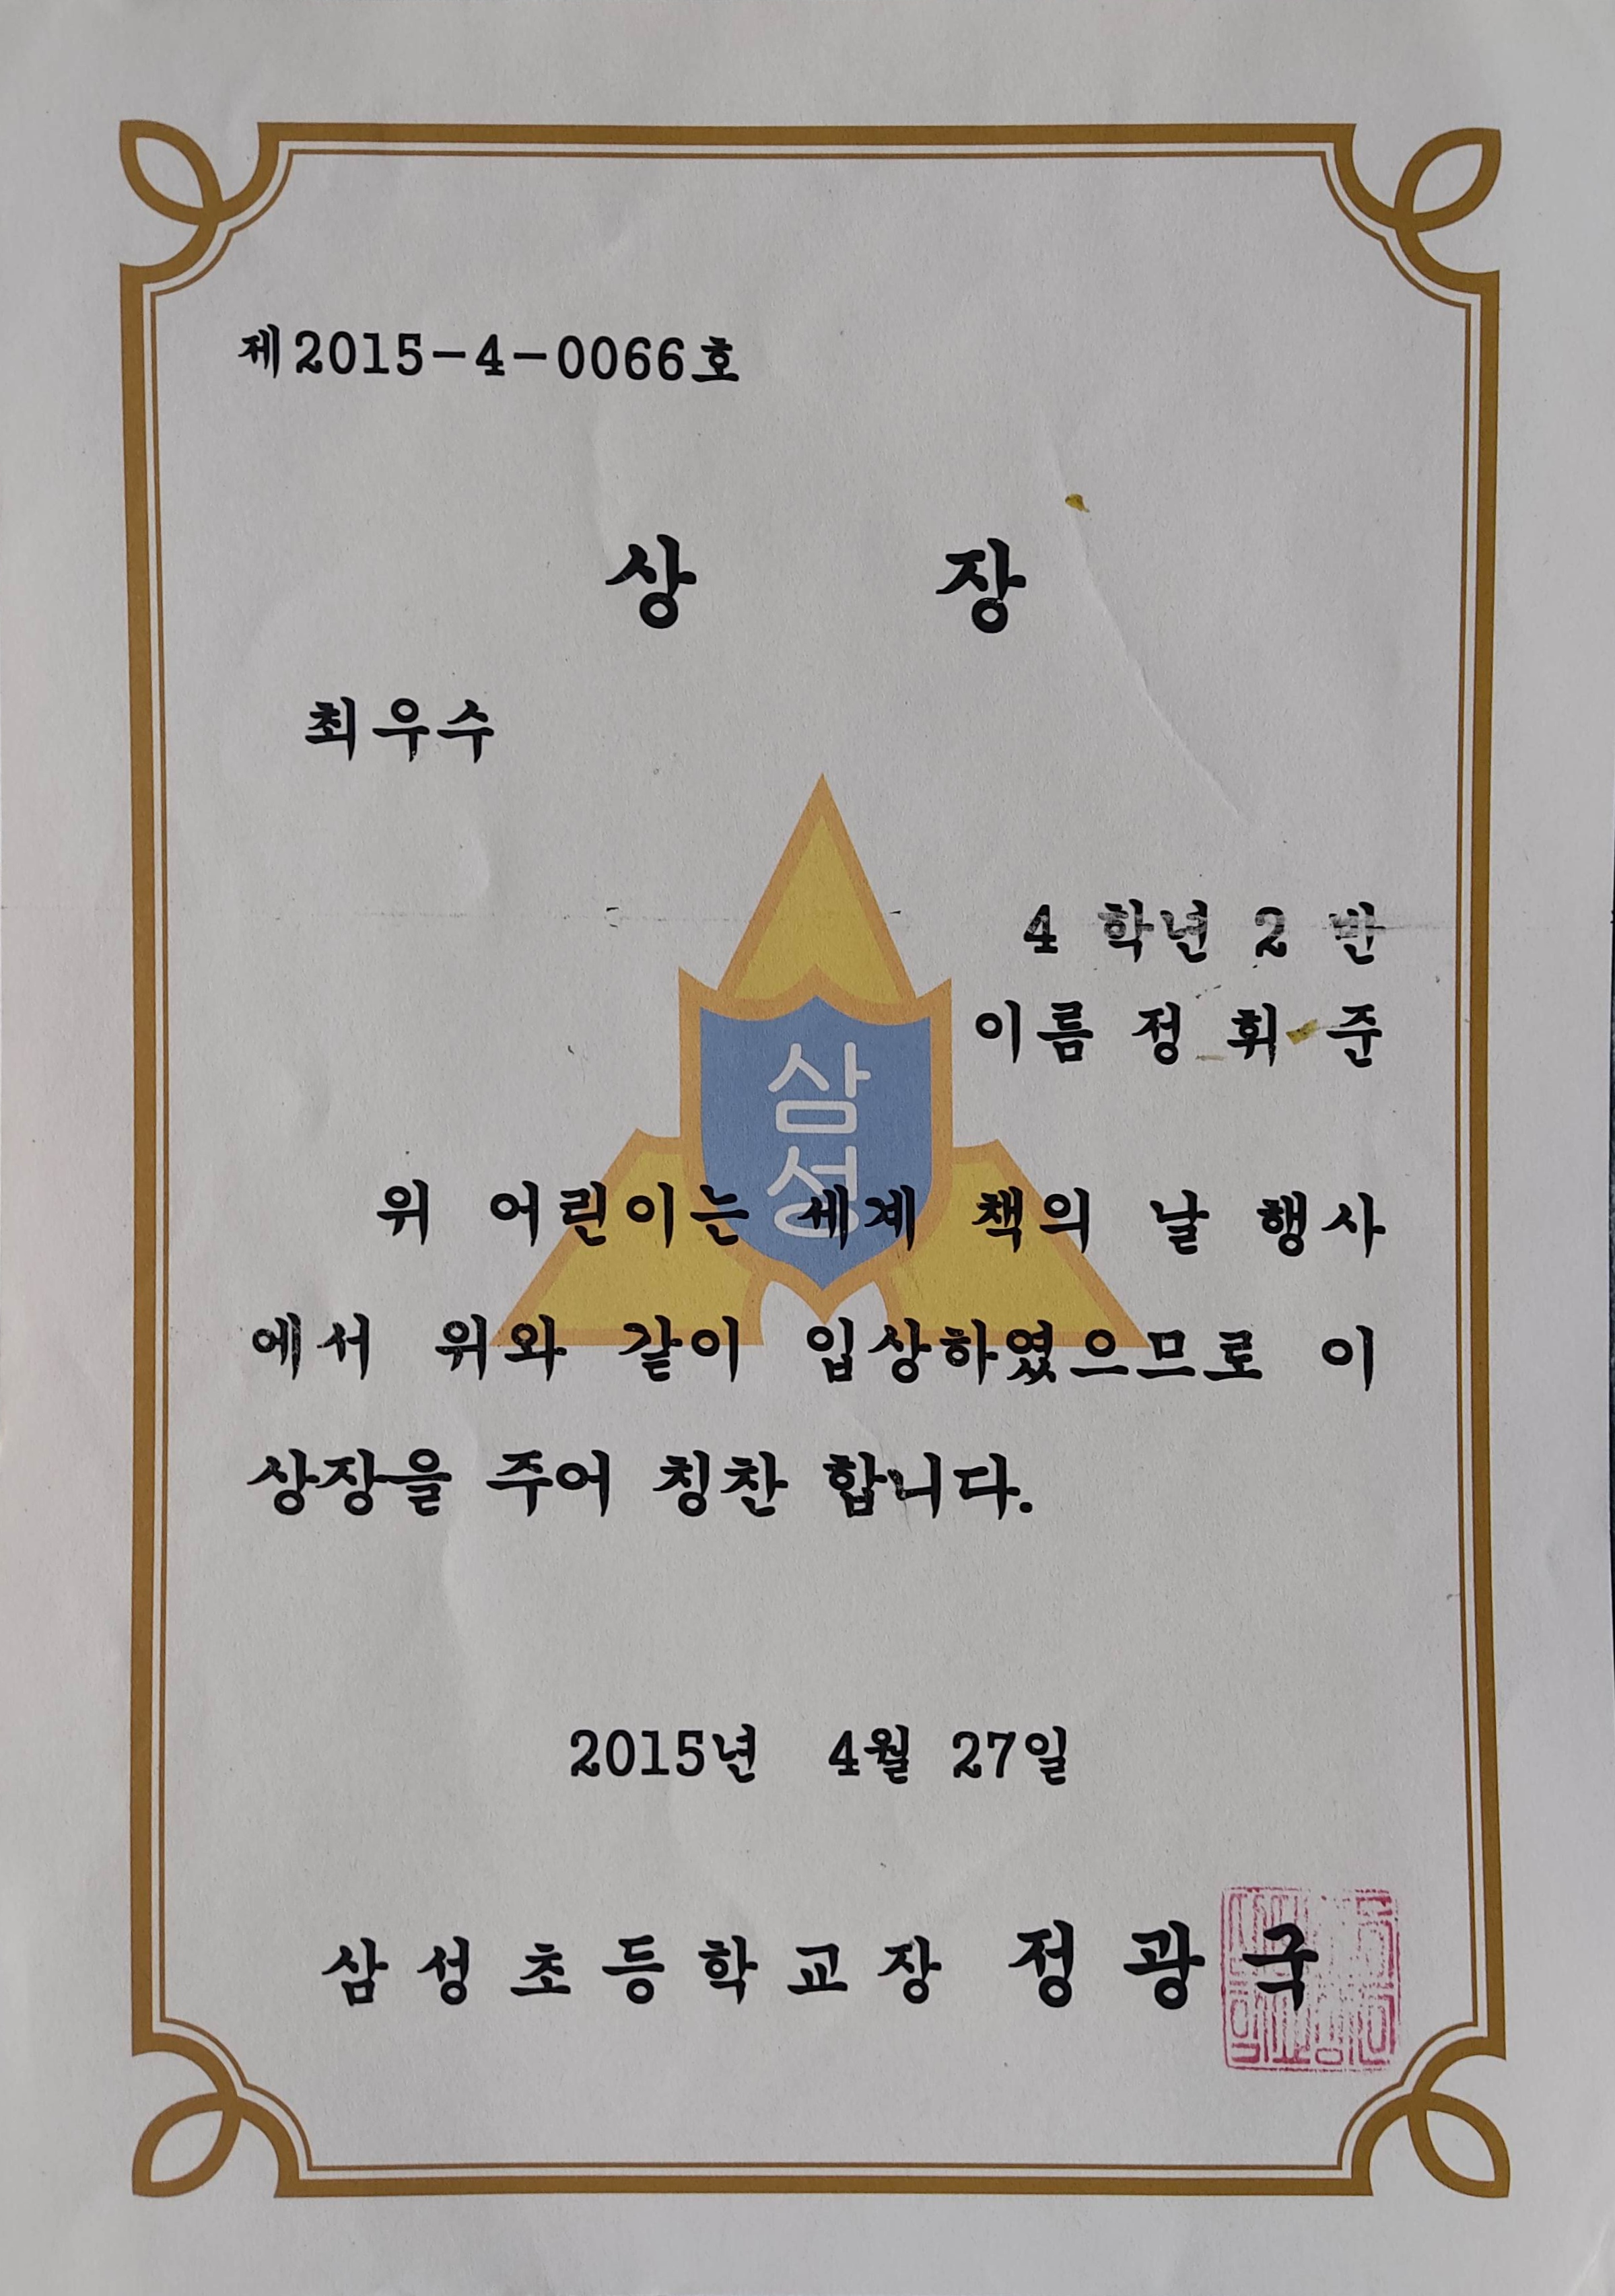 제2015-4-0066호
상 장
최우수
4 학년 2 반
이름 정 휘 준
삼
성
위 어린이는 세계 책의 날 행사
에서 위와 같이 입상하였으므로 이
상장을 주어 칭찬 합니다.
2015년 4월 27일
삼성초등학교장 정광국